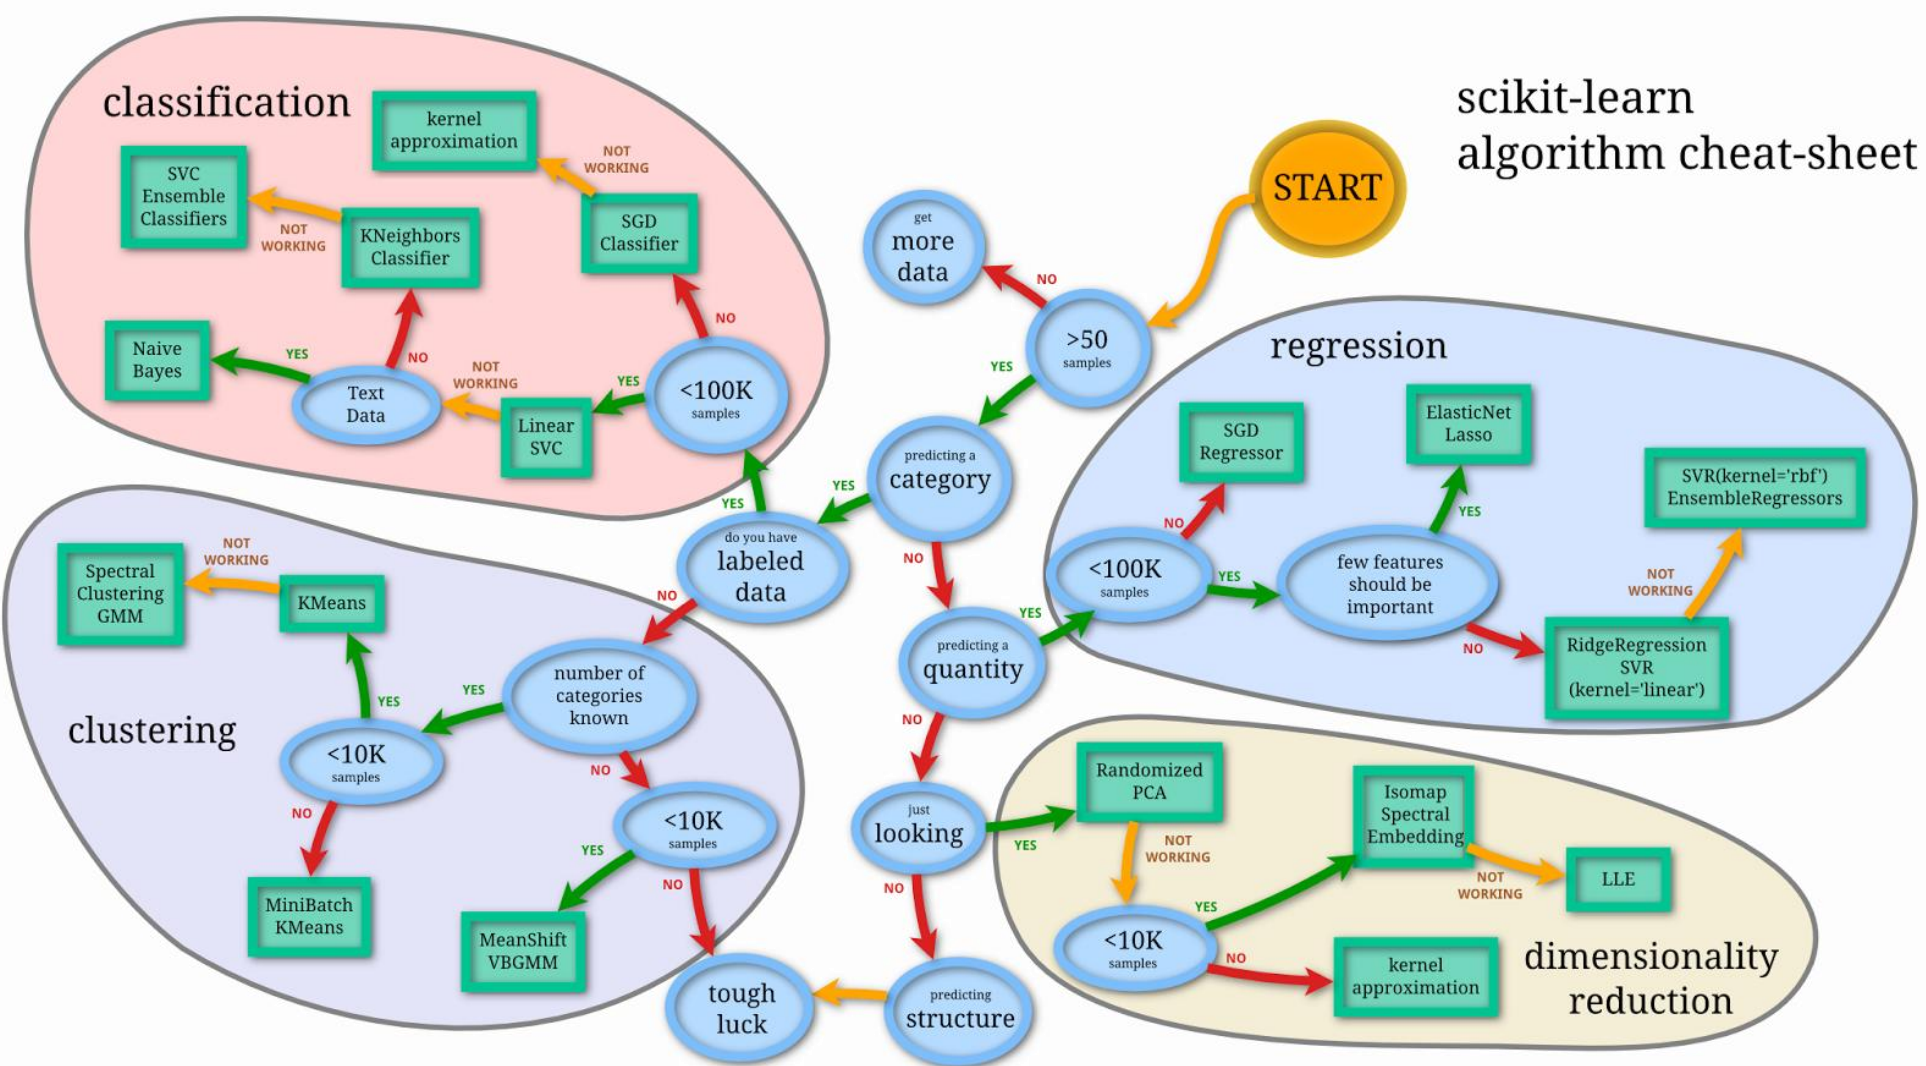 scikit-learn
algorithm cheat-sheet
START
get
more
data
NO
>50
samples
YES
predicting a
category
YES
NO
do you have
labeled
data
YES
NO
predicting a
quantity
YES
NO
just
looking
YES
NO
predicting
structure
tough
luck
classification
kernel
approximation
NOT
WORKING
SVC
Ensemble
Classifiers
NOT
WORKING
KNeighbors
Classifier
SGD
Classifier
NO
<100K
samples
YES
Linear
SVC
NOT
WORKING
Text
Data
NO
YES
Naive
Bayes
regression
SGD
Regressor
NO
<100K
samples
YES
few features
should be
important
YES
ElasticNet
Lasso
NO
RidgeRegression
SVR
(kernel='linear')
NOT
WORKING
SVR(kernel='rbf')
EnsembleRegressors
clustering
Spectral
Clustering
GMM
NOT
WORKING
KMeans
YES
<10K
samples
NO
MiniBatch
KMeans
number of
categories
known
YES
NO
<10K
samples
YES
NO
MeanShift
VBGMM
dimensionality
reduction
Randomized
PCA
NOT
WORKING
<10K
samples
YES
Isomap
Spectral
Embedding
NOT
WORKING
LLE
NO
kernel
approximation